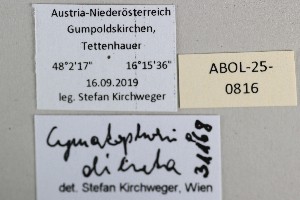 Austria-Niederösterreich
Gumpoldskirchen,
Tettenhauer
48°2'17" 16°15'36"
16.09.2019
leg. Stefan Kirchweger
ABOL-25-
0816
31168
det. Stefan Kirchweger, Wien